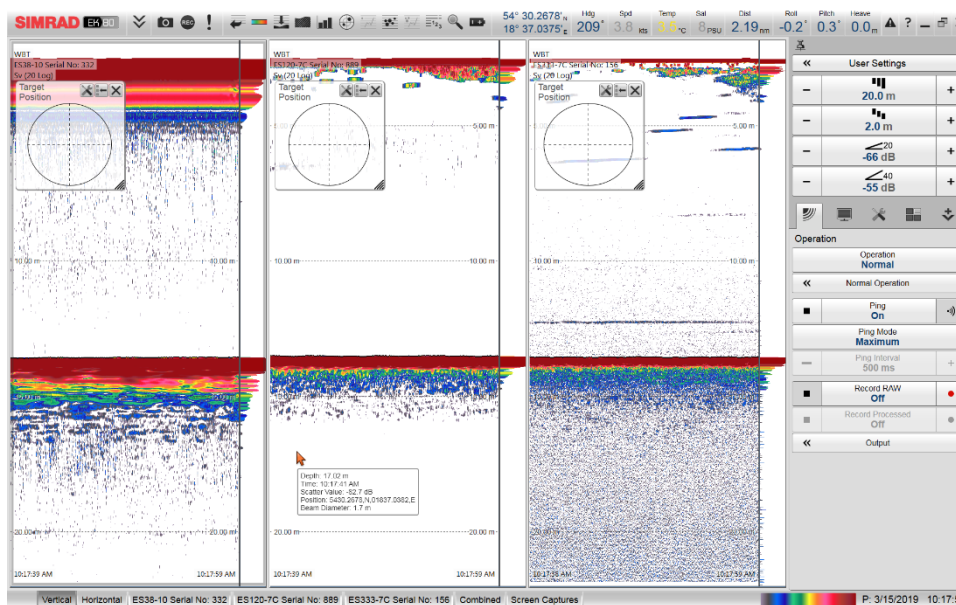 SIMRAD EK80
REC
54° 30.2678' N
18° 37.0375' E
Hdg
209°
Spd
3.8 kts
Temp
°C
Sal
8 PSU
Dist
2.19 nm
Roll
-0.2°
Pitch
0.3°
Heave
0.0 m
WBT
ES38-10 Serial No: 332
Sv (20 Log)
Target
Position
10.00 m
20.00 m
10:17:39 AM
10:17:59 AM
WBT
ES120-7C Serial No: 889
Sv (20 Log)
Target
Position
5.00 m
10.00 m
10.00 m
Depth: 17.02 m
Time: 10:17:41 AM
Scatter Value: -82.7 dB
Position: 5430.2678,N,01837.0382,E
Beam Diameter: 1.7 m
20.00 m
20.00 m
10:17:39 AM
10:17:59 AM
WBT
ES333-7C Serial No: 156
Sv (20 Log)
Target
Position
5.00 m
10.00 m
10.00 m
20.00 m
20.00 m
10:17:39 AM
10:17:59 AM
User Settings
20.0 m
2.0 m
20
-66 dB
40
-55 dB
Operation
Operation
Normal
Normal Operation
Ping
On
Ping Mode
Maximum
Ping Interval
500 ms
Record RAW
Off
Record Processed
Off
Output
Vertical
Horizontal
ES38-10 Serial No: 332
ES120-7C Serial No: 889
ES333-7C Serial No: 156
Combined
Screen Captures
P: 3/15/2019